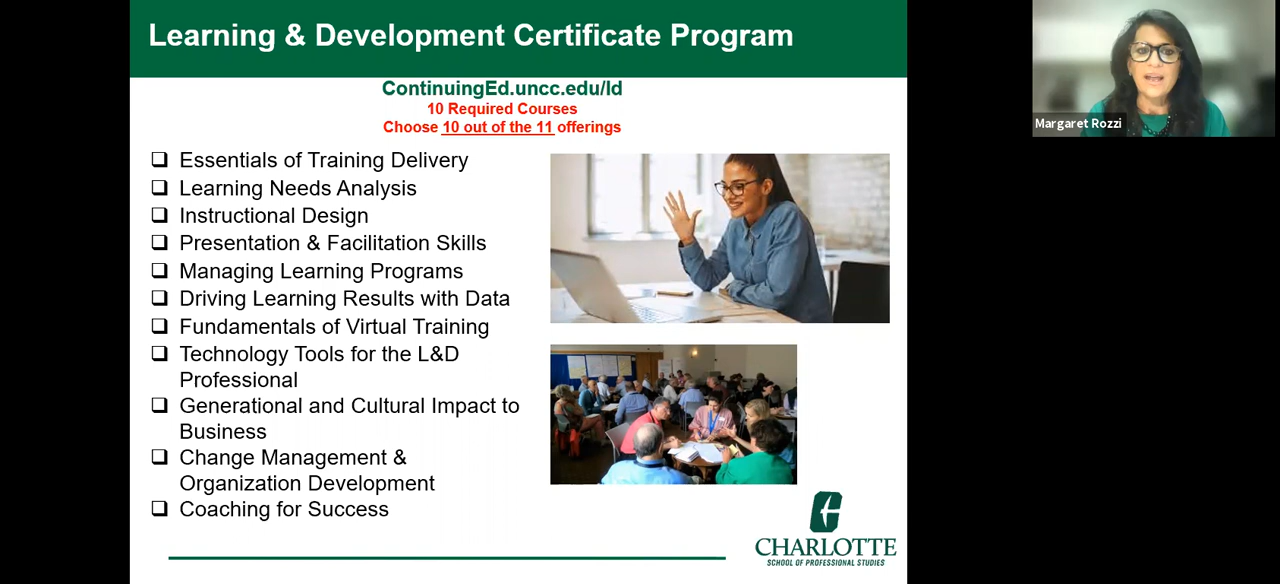 Learning & Development Certificate Program
ContinuingEd.uncc.edu/ld
10 Required Courses
Choose 10 out of the 11 offerings
Essentials of Training Delivery
Learning Needs Analysis
Instructional Design
Presentation & Facilitation Skills
Managing Learning Programs
Driving Learning Results with Data
Fundamentals of Virtual Training
Technology Tools for the L&D
Professional
Generational and Cultural Impact to
Business
Change Management &
Organization Development
Coaching for Success
CHARLOTTE
SCHOOL OF PROFESSIONAL STUDIES
Margaret Rozzi